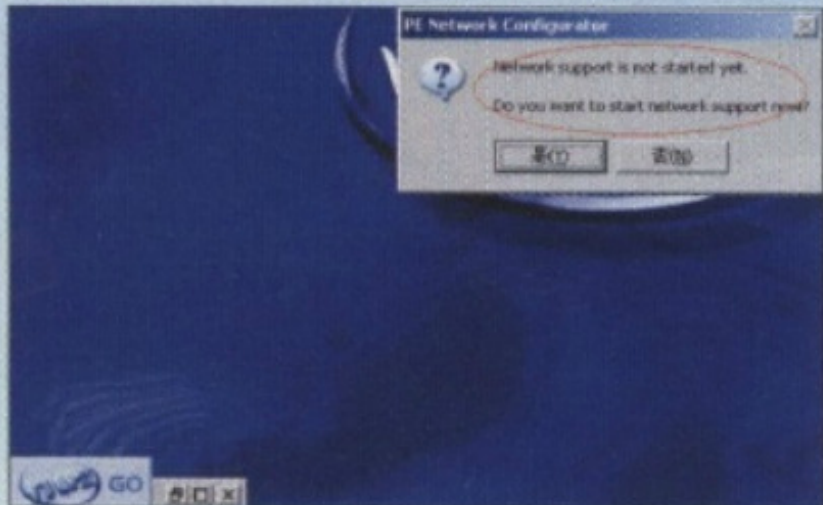 PE Network Configurator
Network support is not started yet.
Do you want to start network support now?
是(Y)
否(N)
GO